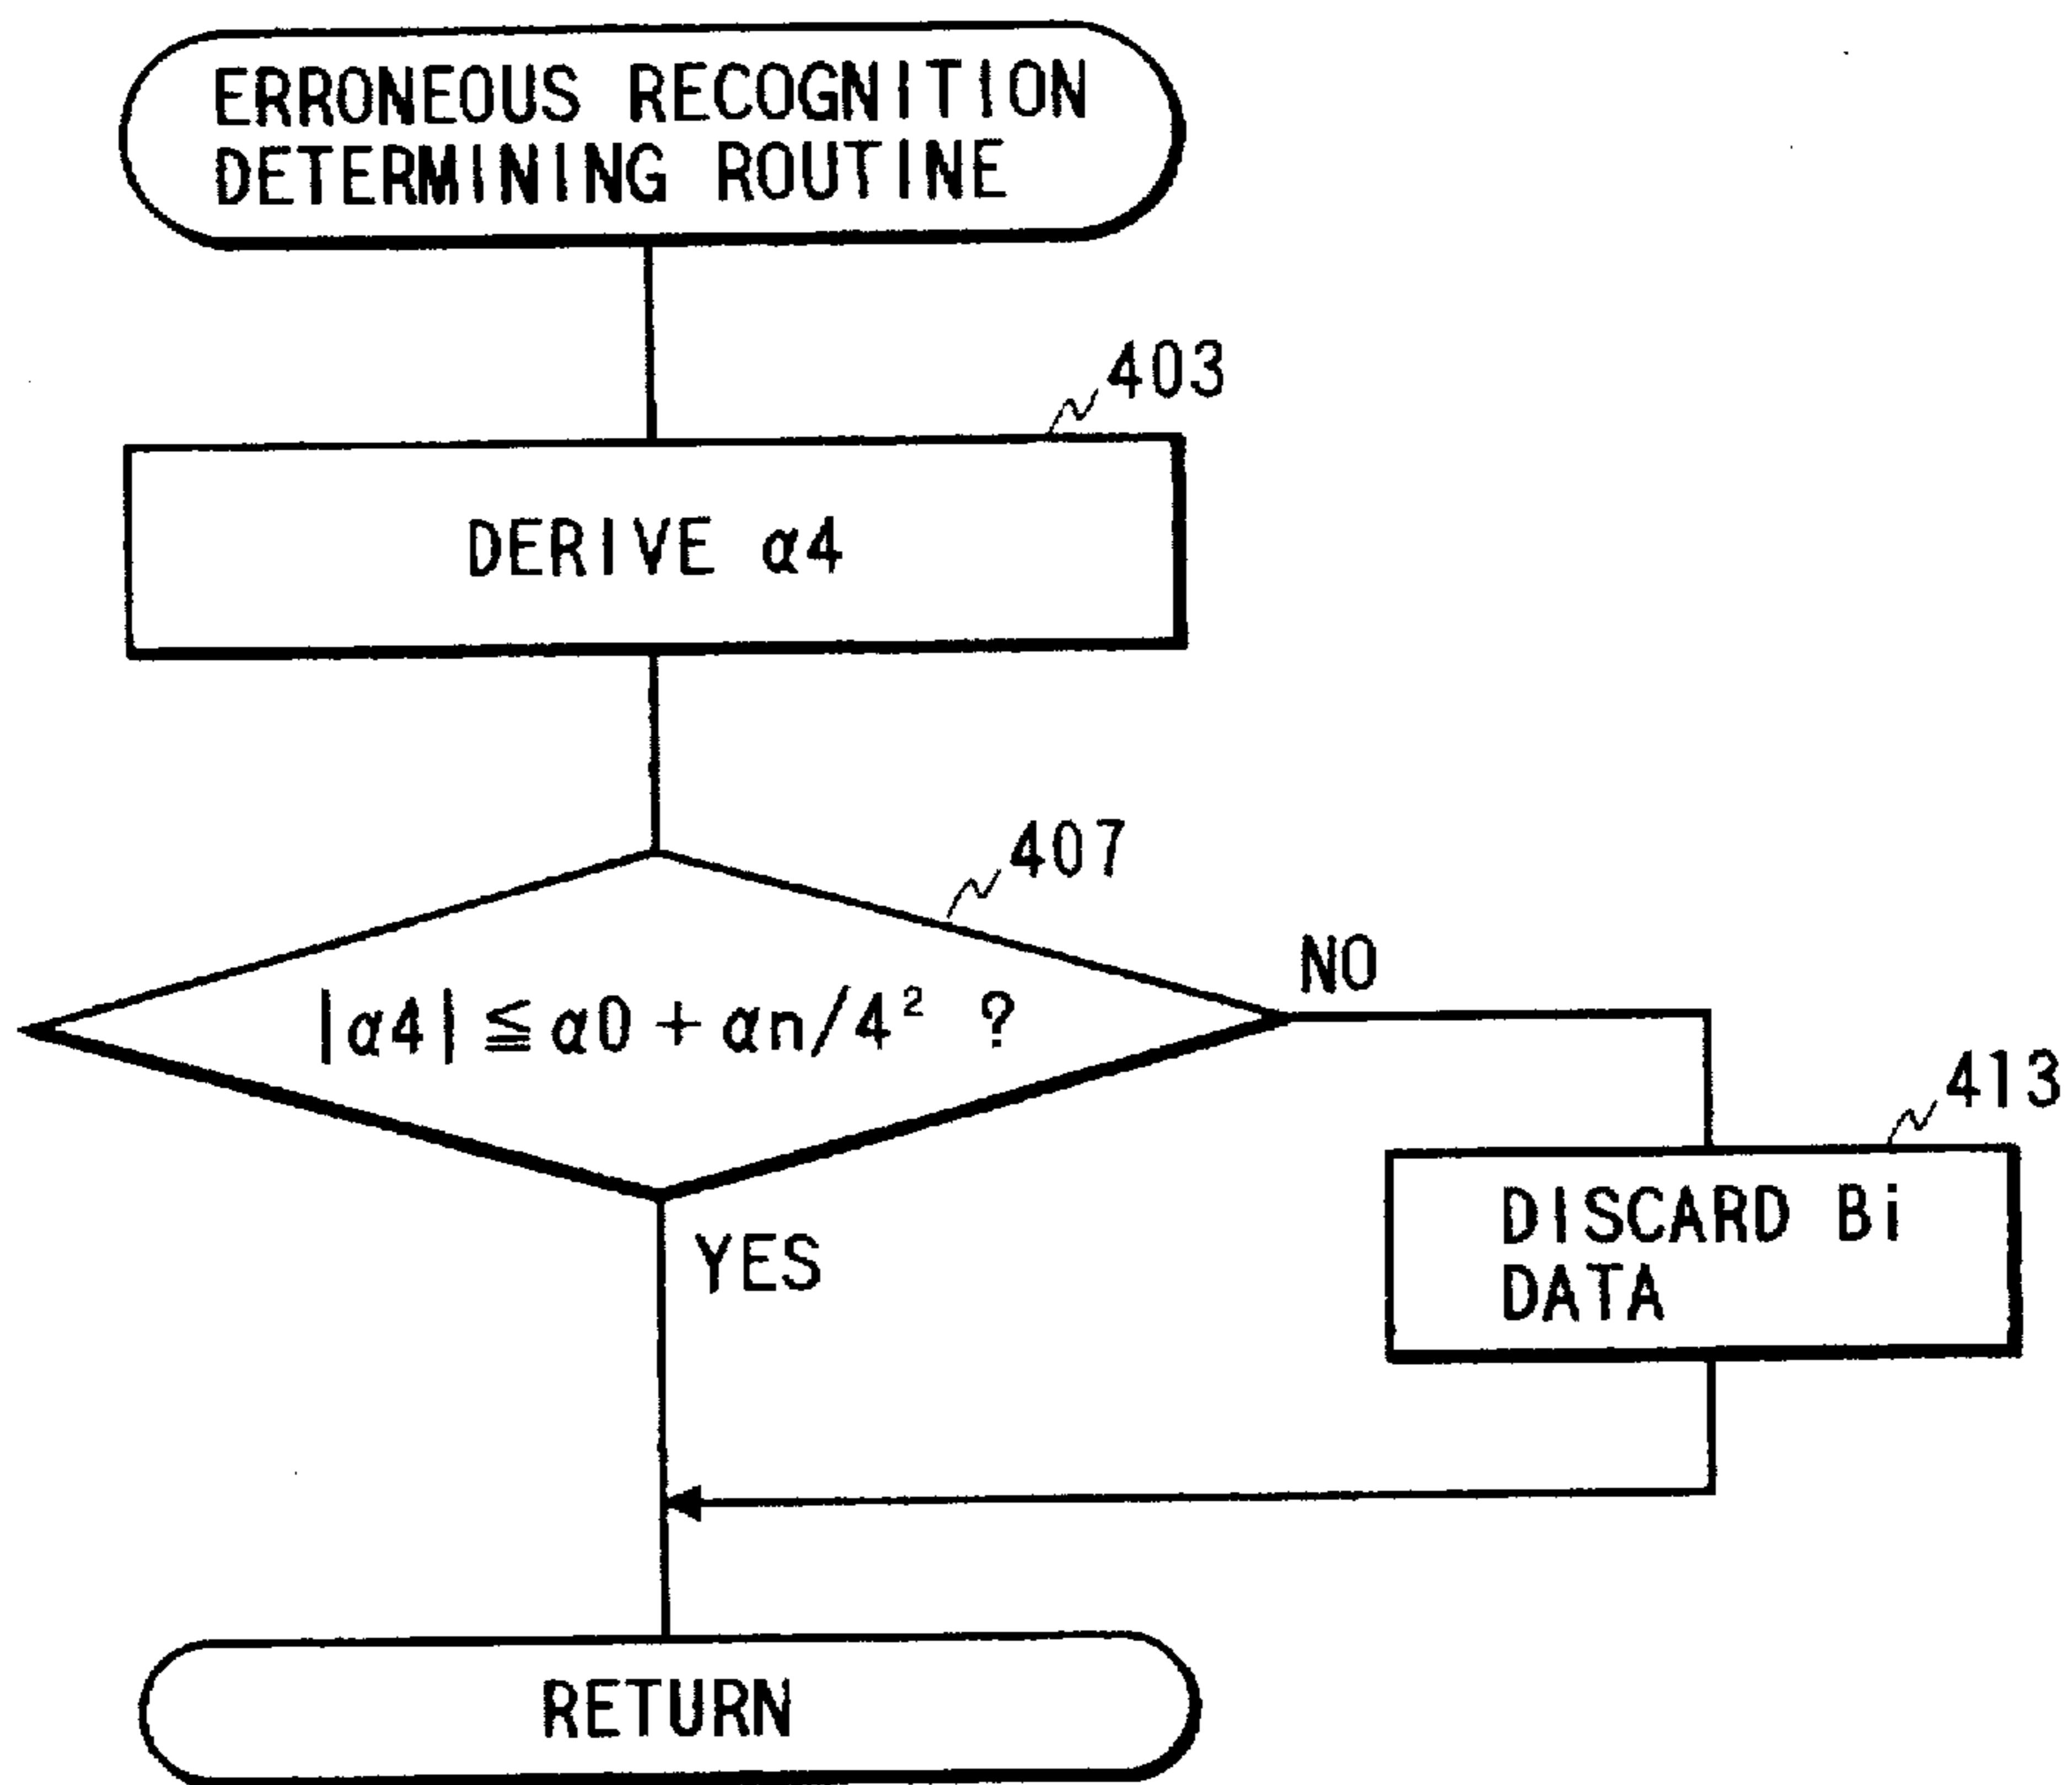 ERRONEOUS RECOGNITION
DETERMINING ROUTINE
403
DERIVE α4
407
|α4| ≦ α0 + αn/4² ?
NO
413
DISCARD Bi
DATA
YES
RETURN